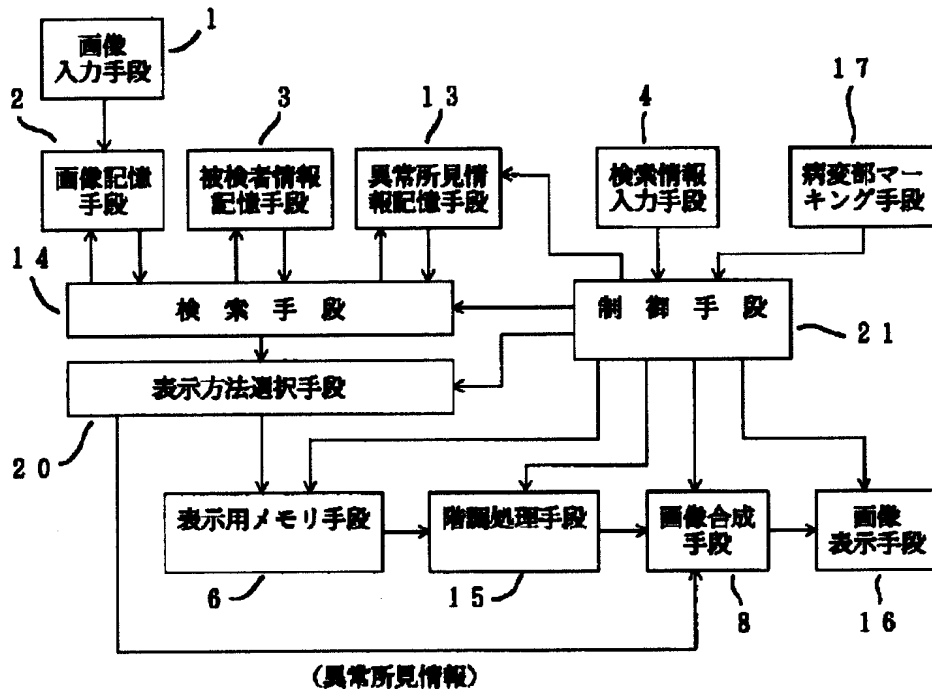 1
画像
入力手段
2
画像記憶
手段
3
被検者情報
記憶手段
13
異常所見情
報記憶手段
4
検索情報
入力手段
17
病変部マー
キング手段
14
検索手段
制御手段
21
表示方法選択手段
20
表示用メモリ手段
6
階調処理手段
15
画像合成
手段
8
画像
表示手段
16
(異常所見情報)